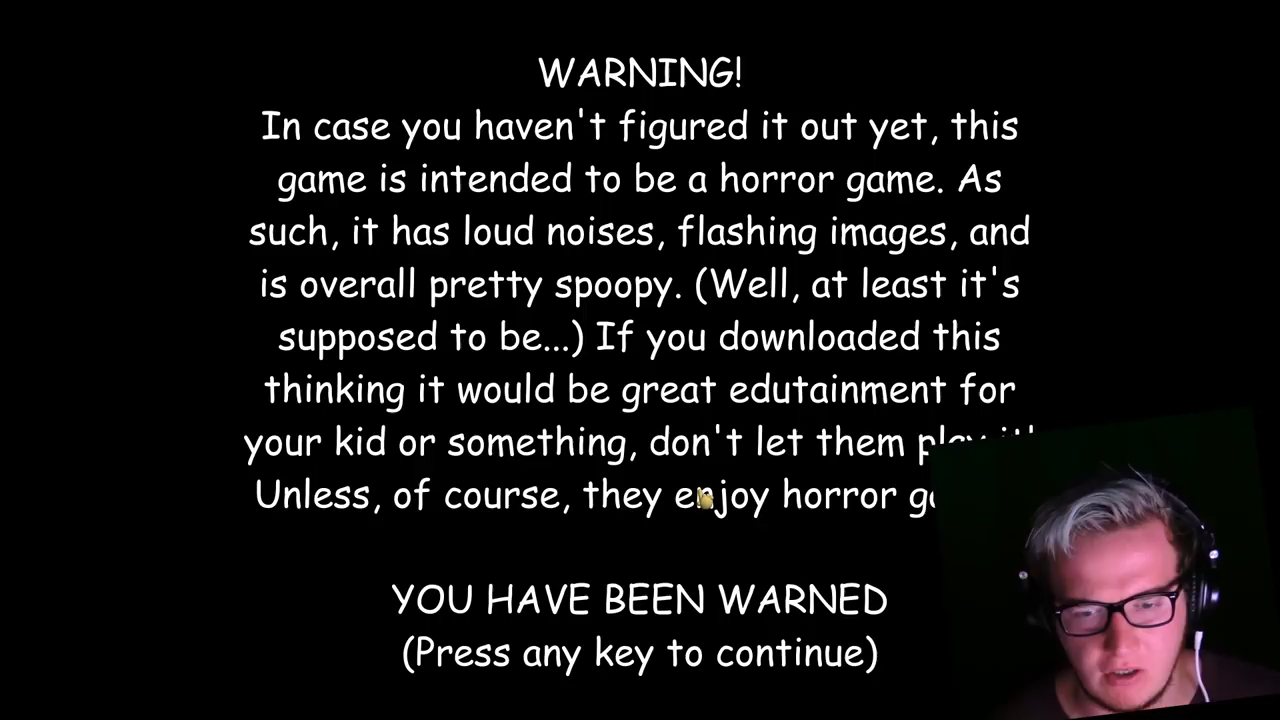 WARNING!
In case you haven't figured it out yet, this
game is intended to be a horror game. As
such, it has loud noises, flashing images, and
is overall pretty spoopy. (Well, at least it's
supposed to be...) If you downloaded this
thinking it would be great edutainment for
your kid or something, don't let them play it!
Unless, of course, they enjoy horror
YOU HAVE BEEN WARNED
(Press any key to continue)